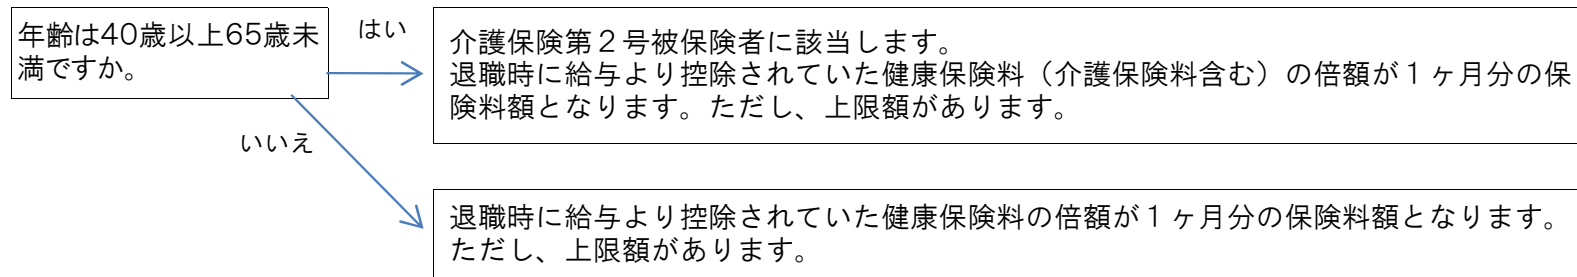 年齢は40歳以上65歳未
満ですか。
はい
介護保険第２号被保険者に該当します。
退職時に給与より控除されていた健康保険料（介護保険料含む）の倍額が１ヶ月分の保
険料額となります。ただし、上限額があります。
いいえ
退職時に給与より控除されていた健康保険料の倍額が１ヶ月分の保険料額となります。
ただし、上限額があります。